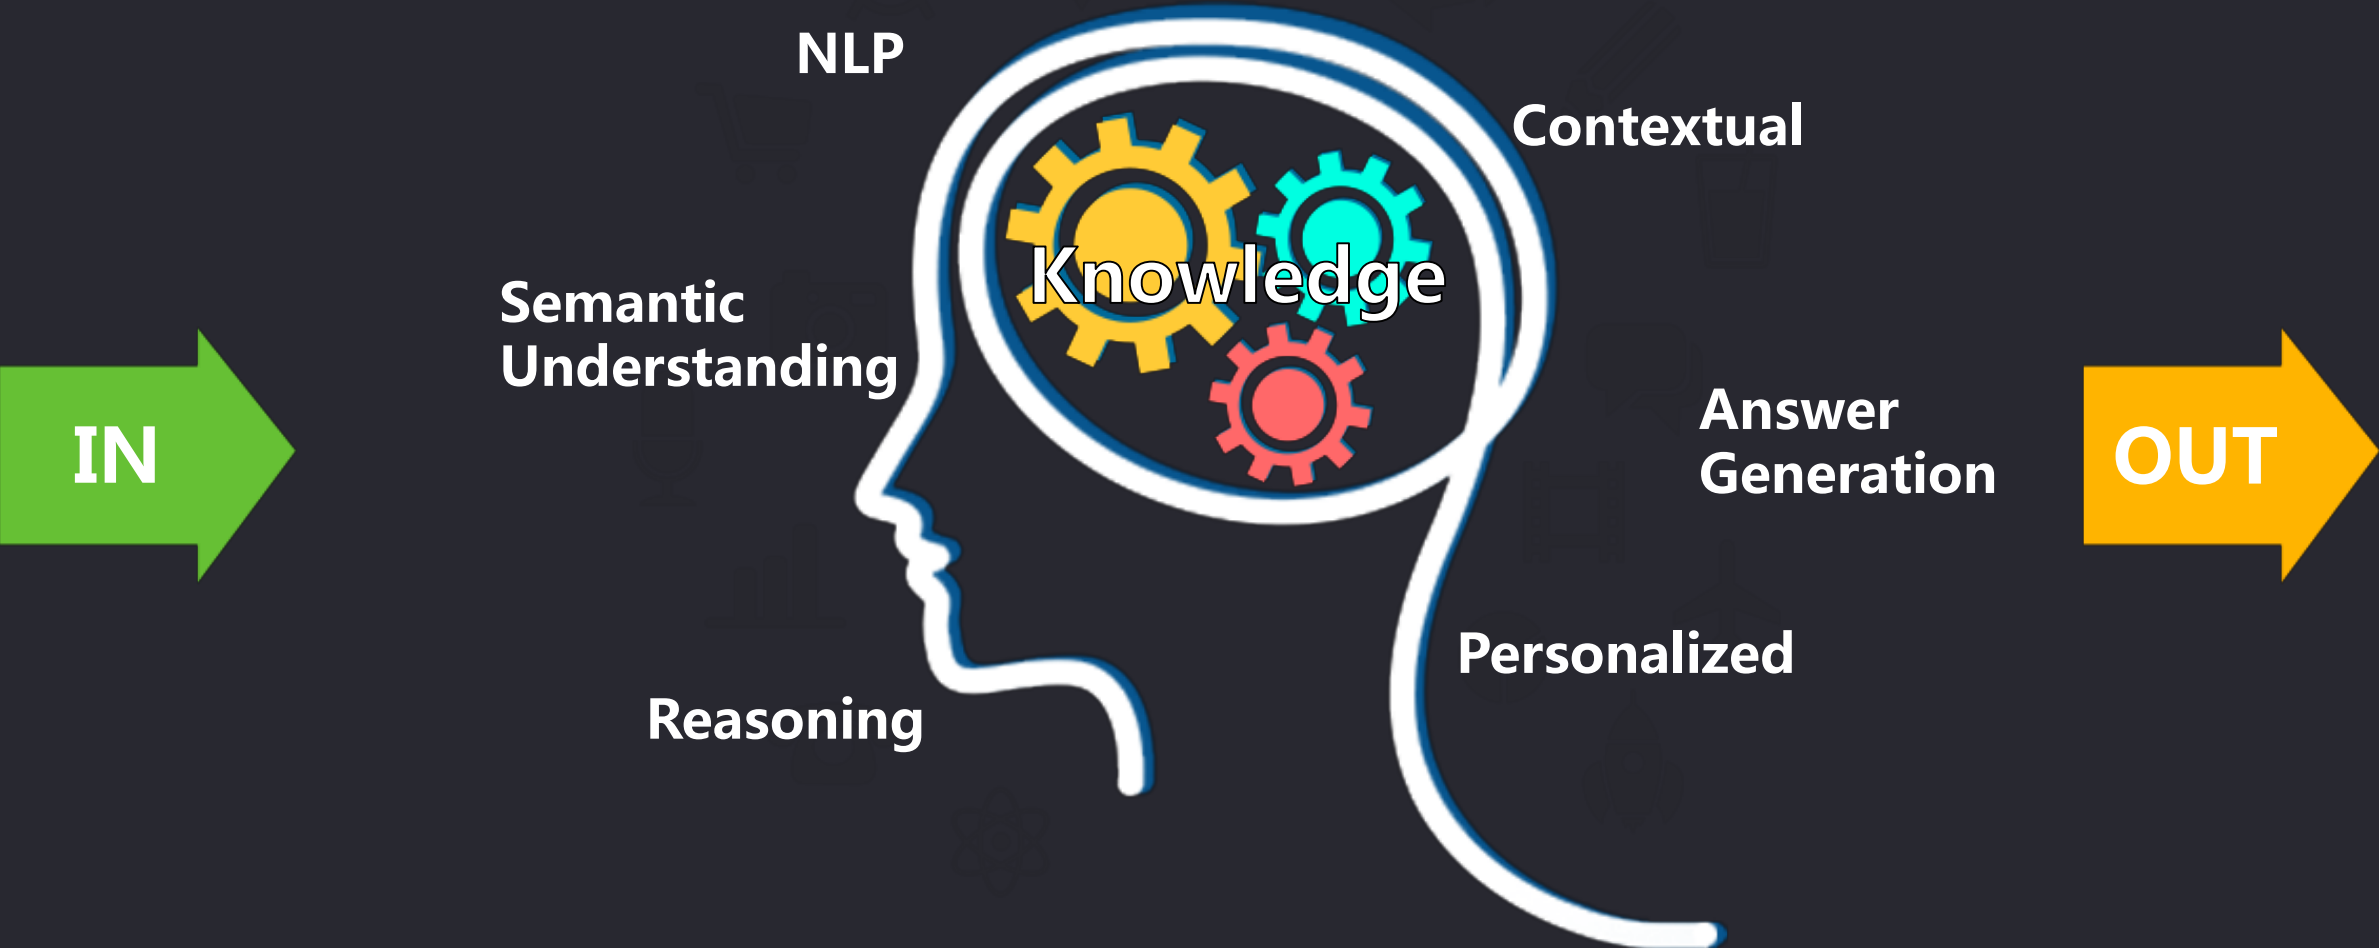 NLP
Contextual
Knowledge
Semantic
Understanding
IN
Answer
Generation
OUT
Personalized
Reasoning